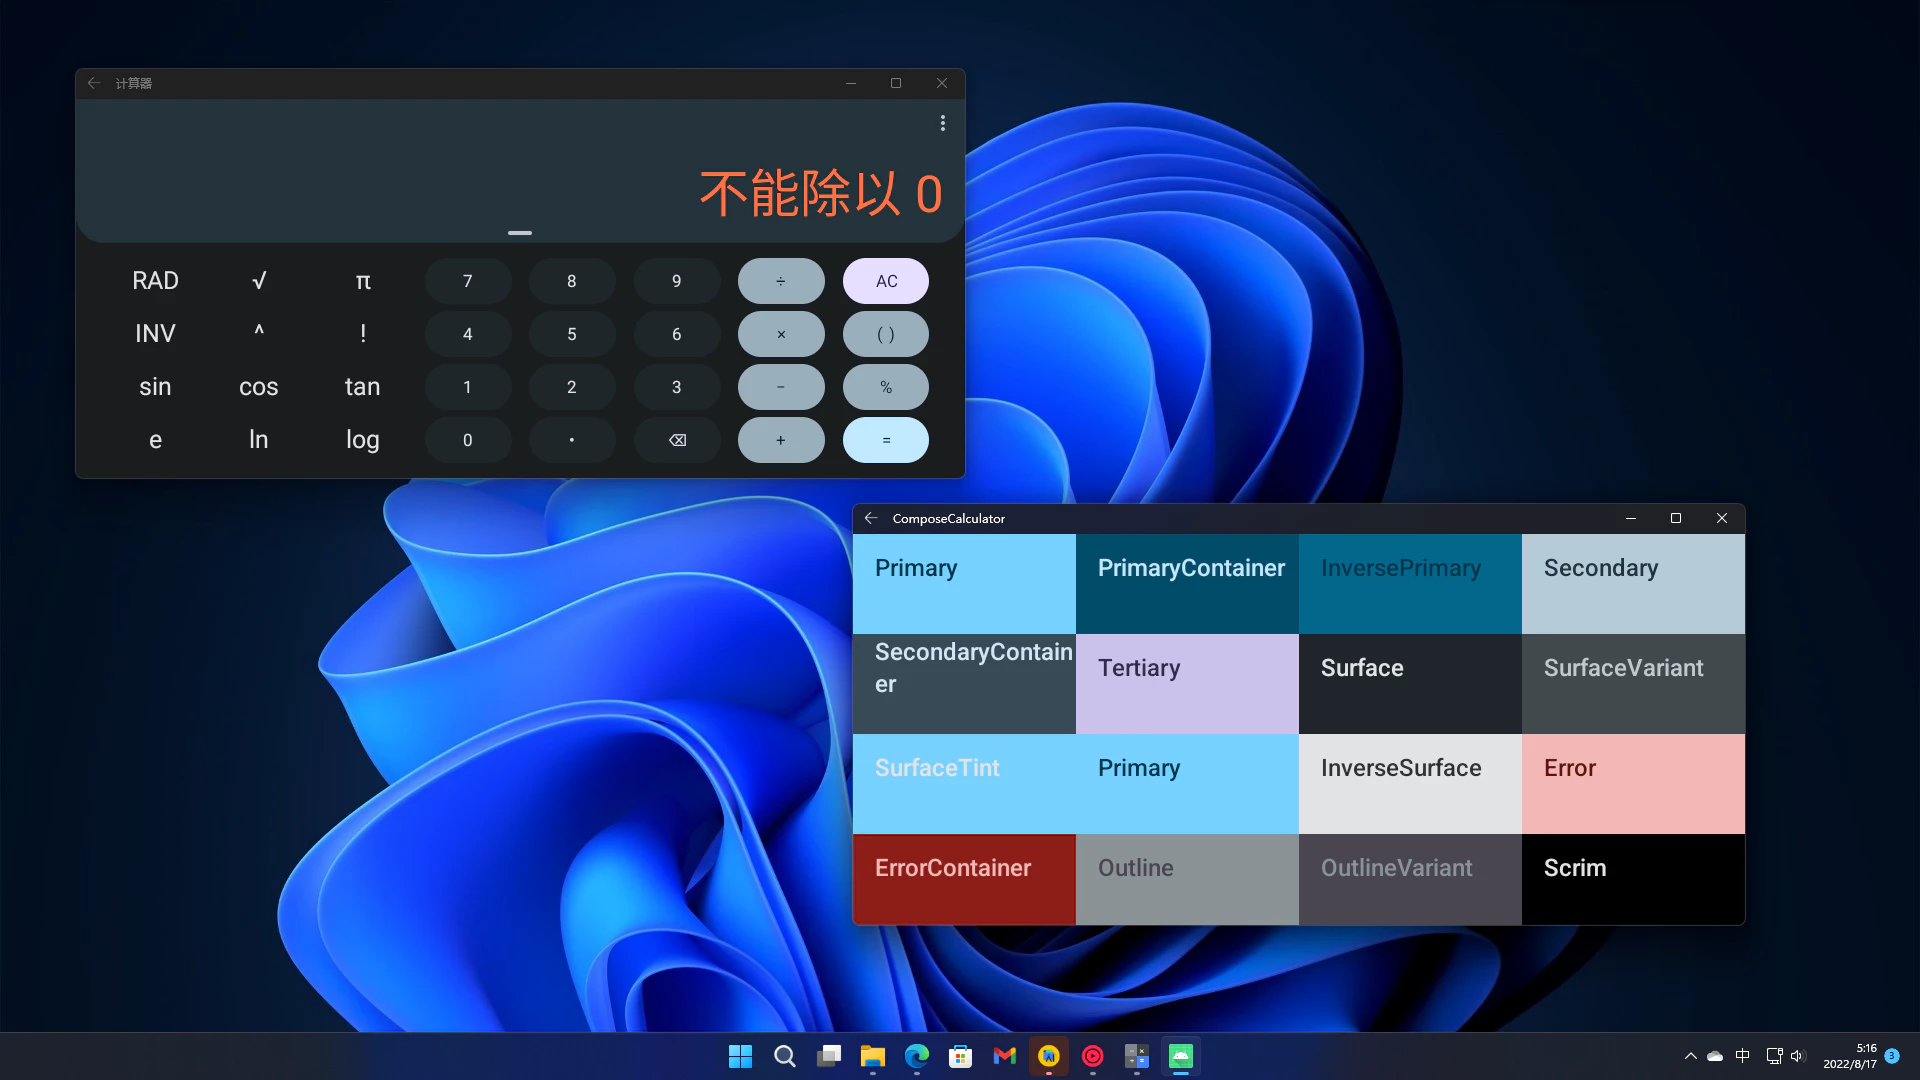 计算器
不能除以 0
RAD √ π 7 8 9 ÷ AC
INV ^ ! 4 5 6 × ( )
sin cos tan 1 2 3 − %
e ln log 0 • + =
ComposeCalculator
Primary PrimaryContainer InversePrimary Secondary
SecondaryContain
er
Tertiary Surface SurfaceVariant
SurfaceTint Primary InverseSurface Error
ErrorContainer Outline OutlineVariant Scrim
中
5:16
2022/8/17
3